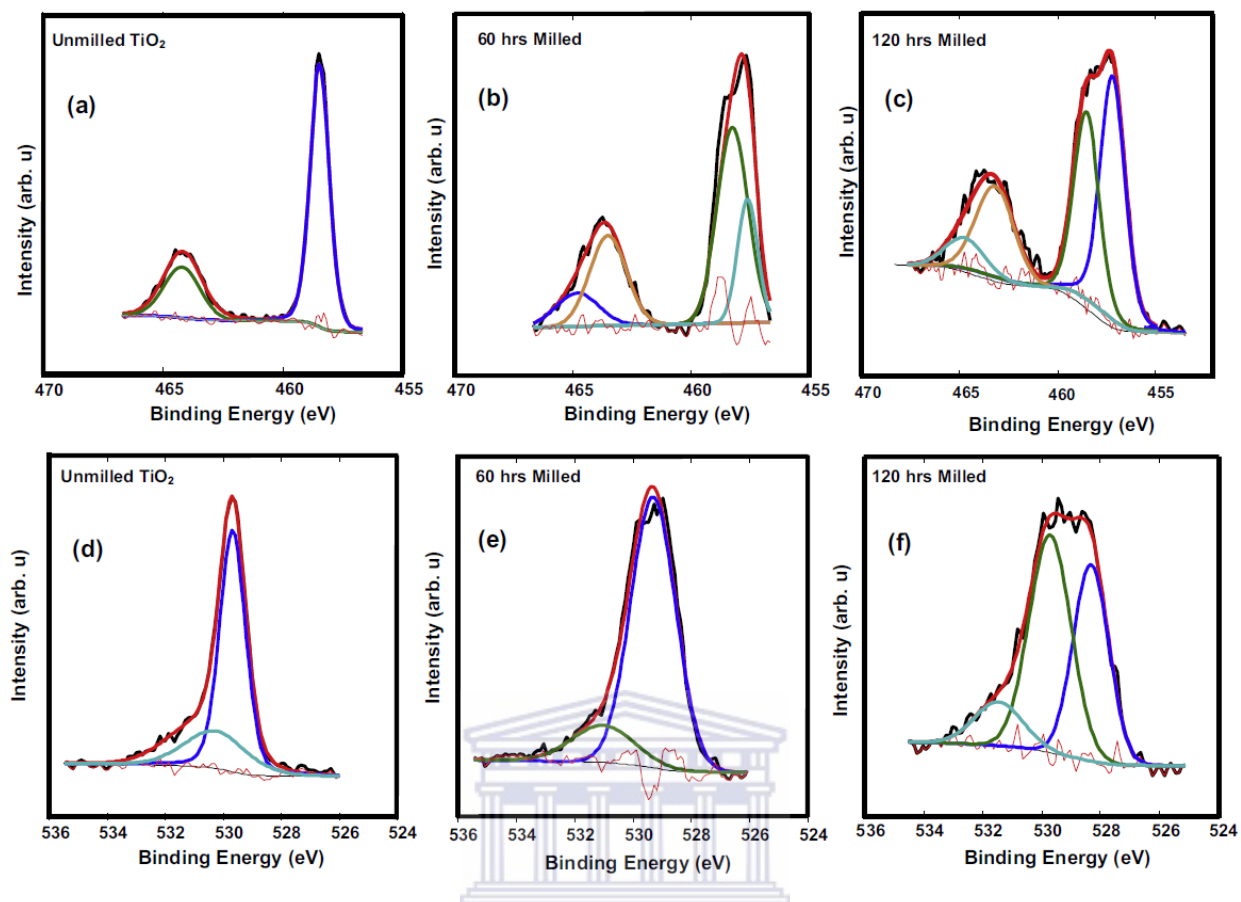 Unmilled TiO₂
(a)
Intensity (arb. u)
470 465 460 455
Binding Energy (eV)
60 hrs Milled
(b)
Intensity (arb. u)
470 465 460 455
Binding Energy (eV)
120 hrs Milled
(c)
Intensity (arb. u)
470 465 460 455
Binding Energy (eV)
Unmilled TiO₂
(d)
Intensity (arb. u)
536 534 532 530 528 526 524
Binding Energy (eV)
60 hrs Milled
(e)
Intensity (arb. u)
536 534 532 530 528 526 524
Binding Energy (eV)
120 hrs Milled
(f)
Intensity (arb. u)
536 534 532 530 528 526 524
Binding Energy (eV)